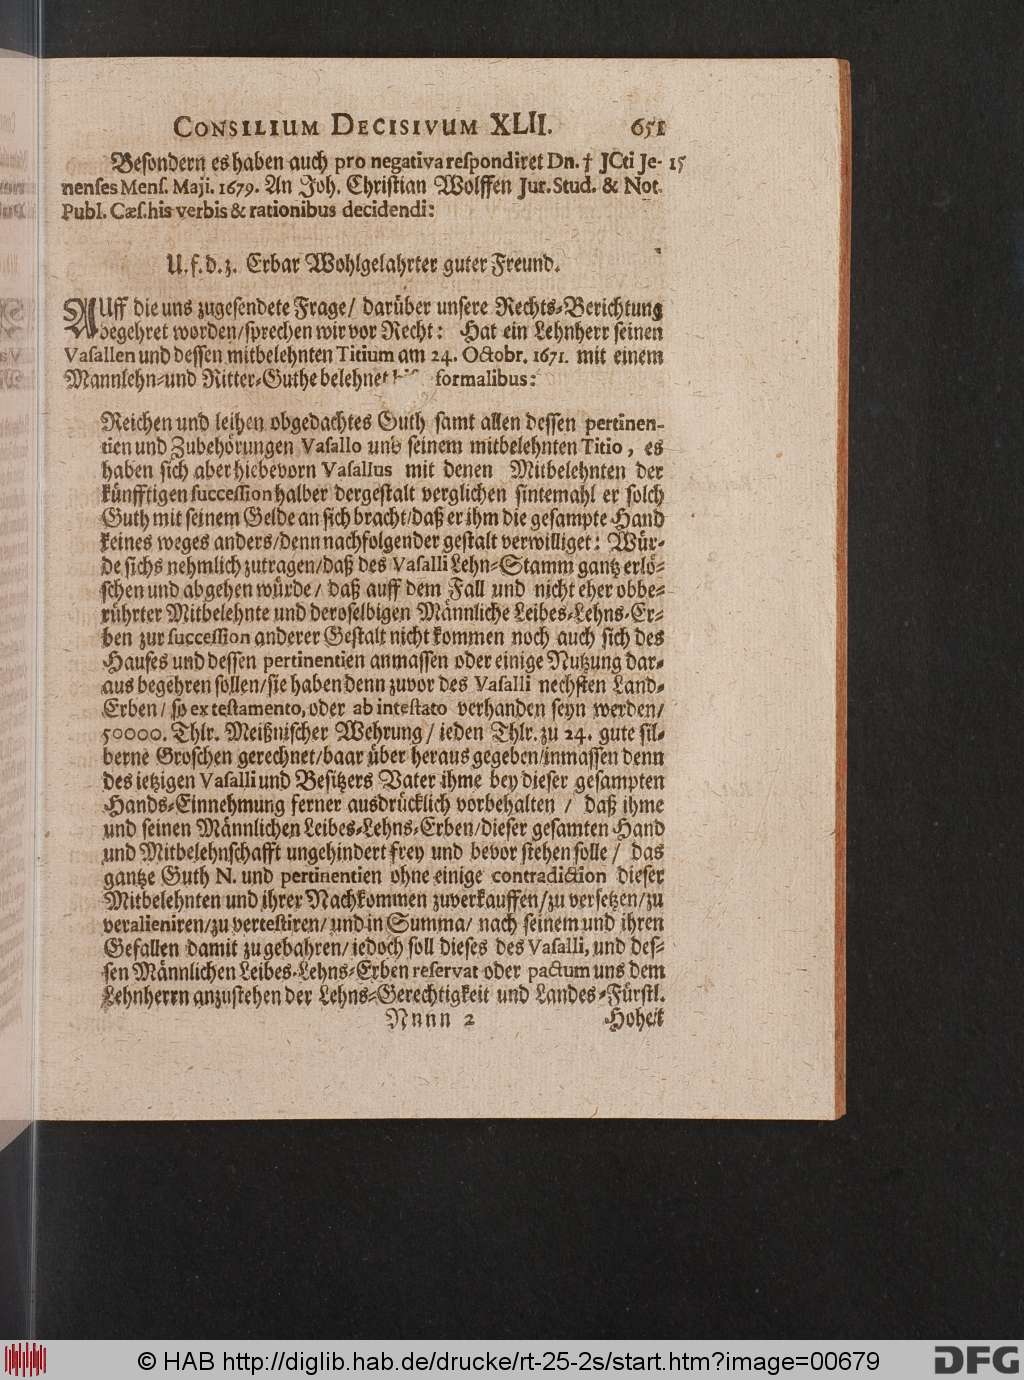 CONSILIUM DECISIVUM XLII. 651
Besondern es haben auch pro negativa respondiret Dn. † JCti Je- 15
nenses Mens. Maji. 1679. An Joh. Christian Wolffen Jur. Stud. & Not.
Publ. Cæs. his verbis & rationibus decidendi:
U. f. d. z. Erbar Wohlgelahrter guter Freund.
AUff die uns zugesendete Frage/ darüber unsere Rechts-Berichtung
begehret worden/ sprechen wir vor Recht: Hat ein Lehnherr seinen
Vasallen und dessen mitbelehnten Titium am 24. Octobr. 1671. mit einem
Mannlehn- und Ritter-Guthe belehnet formalibus:
Reichen und leihen obgedachtes Guth samt allen dessen pertinen-
tien und Zubehörungen Vasallo und seinem mitbelehnten Titio, es
haben sich aber hiebevorn Vasallus mit denen Mitbelehnten der
künfftigen succession halber dergestalt verglichen sintemahl er solch
Guth mit seinem Gelde an sich bracht/ daß er ihm die gesampte Hand
keines weges anders/ denn nachfolgender gestalt verwilliget: Wür-
de sichs nehmlich zutragen/ daß des Vasalli Lehn-Stamm gantz erlö-
schen und abgehen würde/ daß auff dem Fall und nicht eher obbe-
rührter Mitbelehnte und deroselbigen Männliche Leibes-Lehns-Er-
ben zur succession anderer Gestalt nicht kommen noch auch sich des
Hauses und dessen pertinentien anmassen oder einige Nutzung dar-
aus begehren sollen/ sie haben denn zuvor des Vasalli nechsten Land-
Erben/ so ex testamento, oder ab intestato verhanden seyn werden/
50000. Thlr. Meißnischer Wehrung/ ieden Thlr. zu 24. gute sil-
berne Groschen gerechnet/ baar über heraus gegeben/ inmassen denn
des ietzigen Vasalli und Besitzers Vater ihme bey dieser gesampten
Hands-Einnehmung ferner ausdrücklich vorbehalten / daß ihme
und seinen Männlichen Leibes-Lehns-Erben/ dieser gesamten Hand
und Mitbelehnschafft ungehindert frey und bevor stehen solle/ das
gantze Guth N. und pertinentien ohne einige contradiction dieser
Mitbelehnten und ihrer Nachkommen zuverkauffen/ zu versetzen/ zu
veralieniren/ zu vertestiren/ und in Summa/ nach seinem und ihren
Gefallen damit zu gebahren/ iedoch soll dieses des Vasalli, und des-
sen Männlichen Leibes-Lehns-Erben reservat oder pactum uns dem
Lehnherrn anzustehen der Lehns-Gerechtigkeit und Landes-Fürstl.
Nnnn 2 Hoheit
© HAB http://diglib.hab.de/drucke/rt-25-2s/start.htm?image=00679 DFG